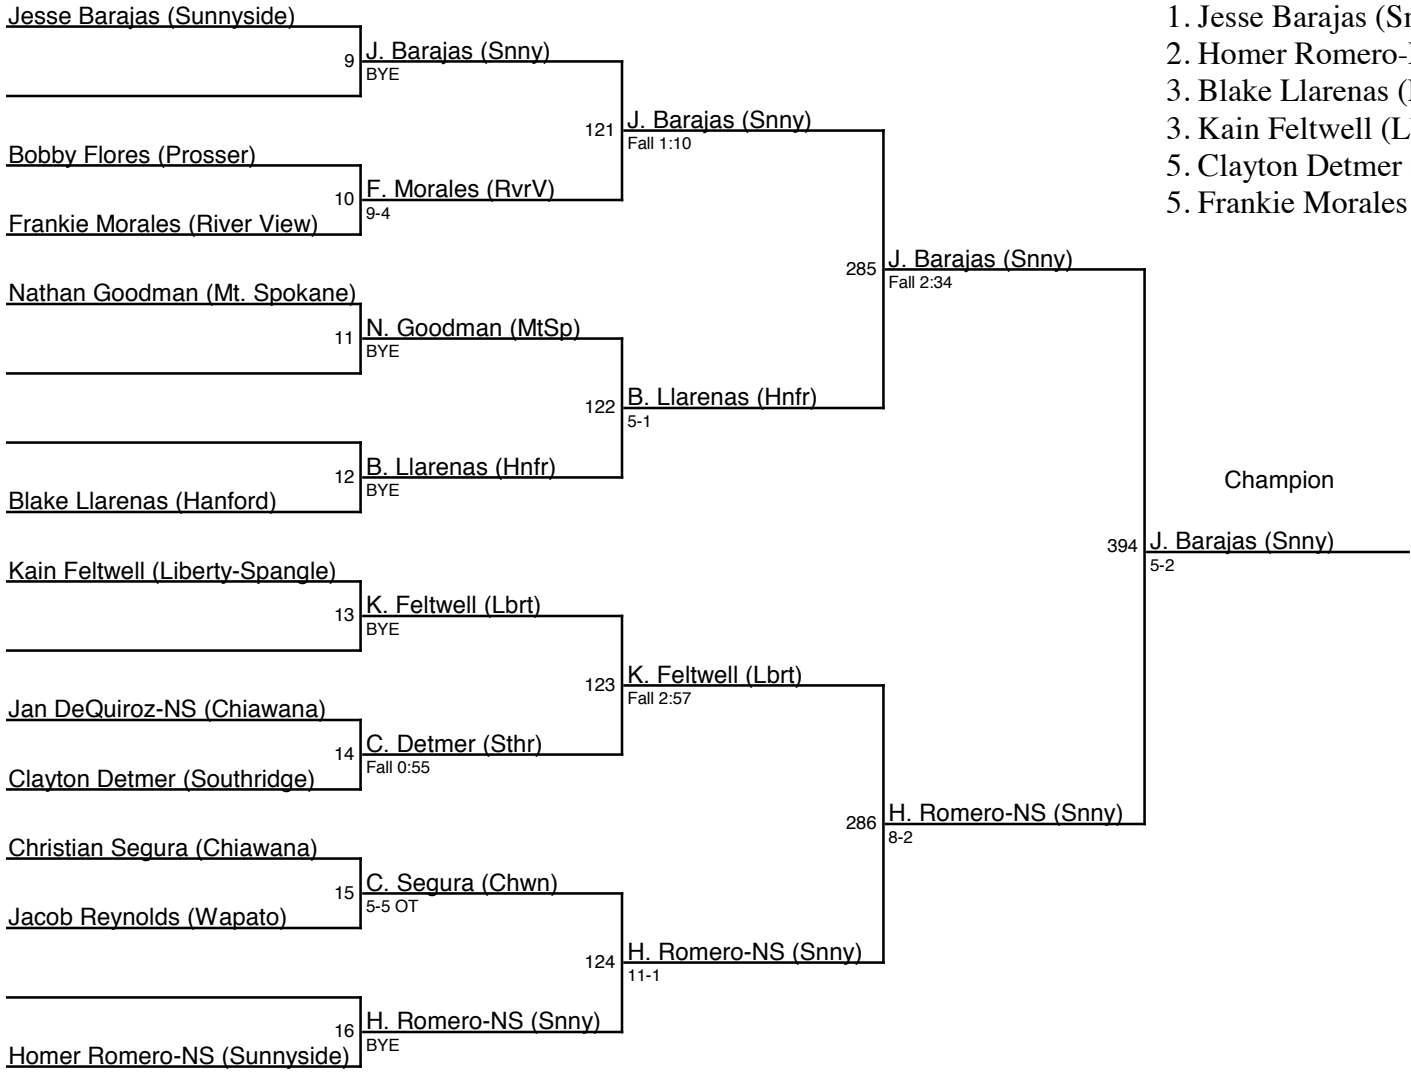 Jesse Barajas (Sunnyside)
9
J. Barajas (Snny)
BYE
Bobby Flores (Prosser)
10
F. Morales (RvrV)
9-4
Frankie Morales (River View)
121
J. Barajas (Snny)
Fall 1:10
Nathan Goodman (Mt. Spokane)
11
N. Goodman (MtSp)
BYE
12
B. Llarenas (Hnfr)
BYE
Blake Llarenas (Hanford)
122
B. Llarenas (Hnfr)
5-1
285
J. Barajas (Snny)
Fall 2:34
Kain Feltwell (Liberty-Spangle)
13
K. Feltwell (Lbrt)
BYE
Jan DeQuiroz-NS (Chiawana)
14
C. Detmer (Sthr)
Fall 0:55
Clayton Detmer (Southridge)
123
K. Feltwell (Lbrt)
Fall 2:57
Christian Segura (Chiawana)
15
C. Segura (Chwn)
5-5 OT
Jacob Reynolds (Wapato)
16
H. Romero-NS (Snny)
BYE
Homer Romero-NS (Sunnyside)
124
H. Romero-NS (Snny)
11-1
286
H. Romero-NS (Snny)
8-2
Champion
394
J. Barajas (Snny)
5-2
1. Jesse Barajas
2. Homer
3. Blake Llarenas
3. Kain Feltwell
5. Clayton Detmer
5. Frankie Morales